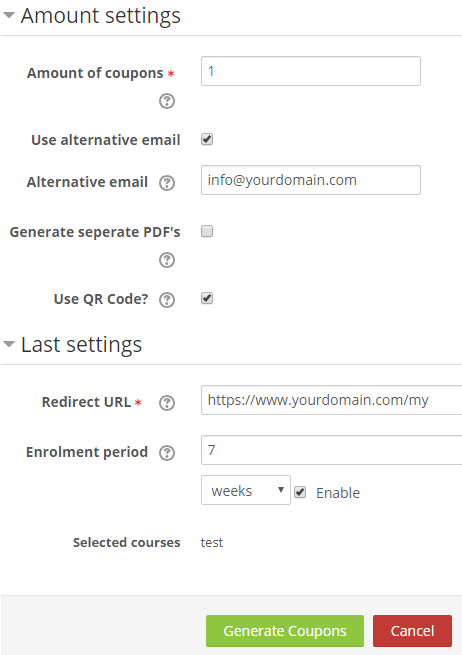 Amount settings
Amount of coupons * 1
?
Use alternative email
Alternative email ? info@yourdomain.com
Generate seperate PDF's
?
Use QR Code? ?
Last settings
Redirect URL * ? https://www.yourdomain.com/my
Enrolment period ? 7
weeks Enable
Selected courses test
Generate Coupons Cancel